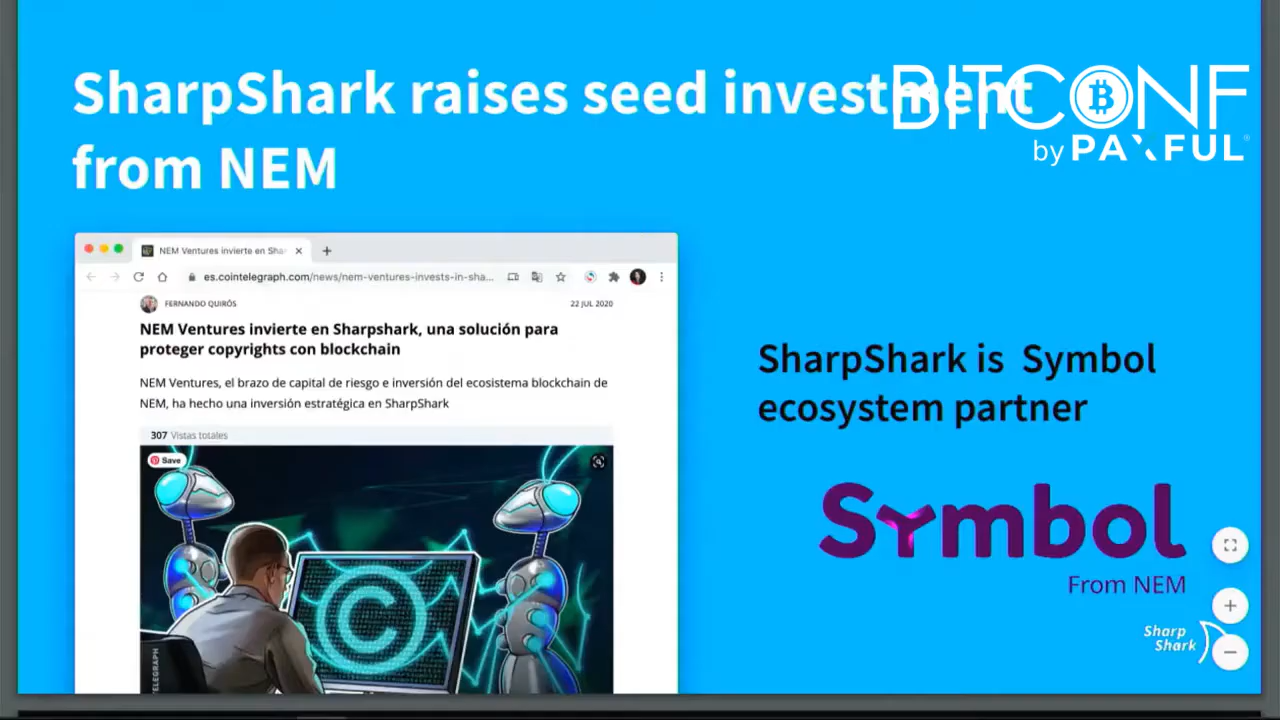 SharpShark raises seed investment
from NEM
BITCONF
by PAXFUL
NEM Ventures invierte en Sha
es.cointelegraph.com/news/nem-ventures-invests-in-sha...
FERNANDO QUIRÓS
22 JUL 2020
NEM Ventures invierte en Sharpshark, una solución para
proteger copyrights con blockchain
NEM Ventures, el brazo de capital de riesgo e inversión del ecosistema blockchain de
NEM, ha hecho una inversión estratégica en SharpShark
307 Vistas totales
Save
TELEGRAPH
SharpShark is Symbol
ecosystem partner
Symbol
From NEM
Sharp
Shark